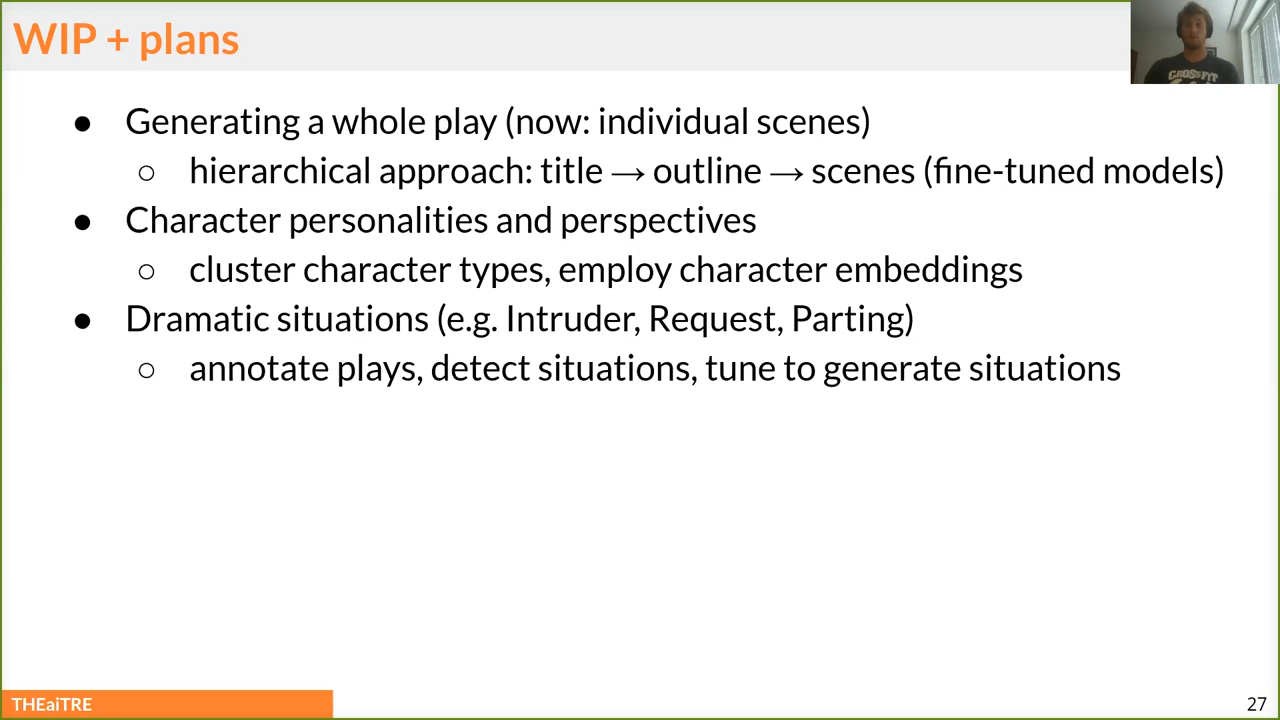 WIP + plans
CROSSFIT
● Generating a whole play (now: individual scenes)
○ hierarchical approach: title → outline → scenes (fine-tuned models)
● Character personalities and perspectives
○ cluster character types, employ character embeddings
● Dramatic situations (e.g. Intruder, Request, Parting)
○ annotate plays, detect situations, tune to generate situations
THEaiTRE
27